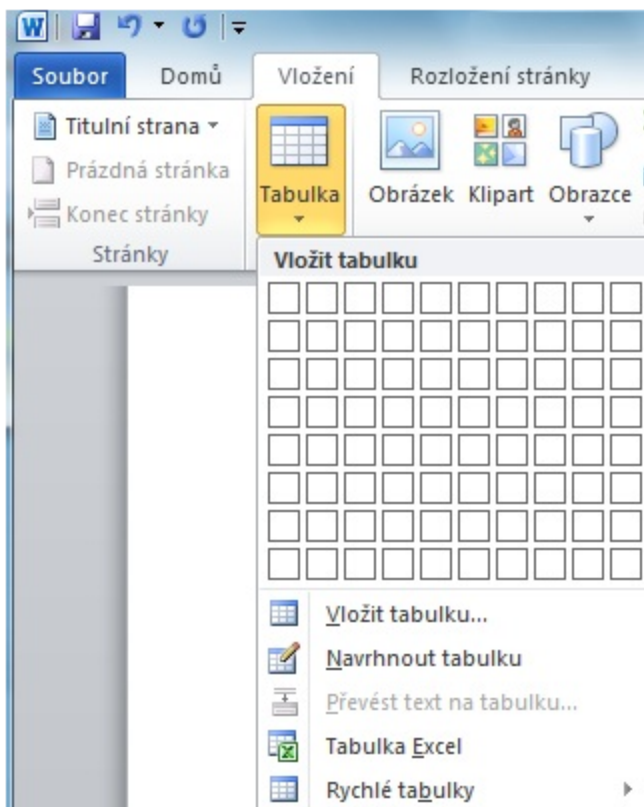 Soubor Domů Vložení Rozložení stránky
Titulní strana
Prázdná stránka
Konec stránky
Stránky
Tabulka Obrázek Klipart Obrazce
Vložit tabulku
Vložit tabulku...
Navrhnout tabulku
Převést text na tabulku...
Tabulka Excel
Rychlé tabulky